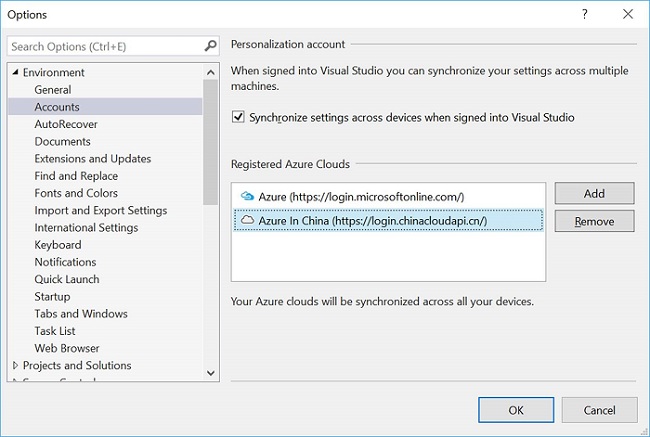 Options
?
Search Options (Ctrl+E)
Environment
General
Accounts
AutoRecover
Documents
Extensions and Updates
Find and Replace
Fonts and Colors
Import and Export Settings
International Settings
Keyboard
Notifications
Quick Launch
Startup
Tabs and Windows
Task List
Web Browser
Projects and Solutions
Personalization account
When signed into Visual Studio you can synchronize your settings across multiple
machines.
Synchronize settings across devices when signed into Visual Studio
Registered Azure Clouds
Azure (https://login.microsoftonline.com/)
Azure In China (https://login.chinacloudapi.cn/)
Add
Remove
Your Azure clouds will be synchronized across all your devices.
OK
Cancel